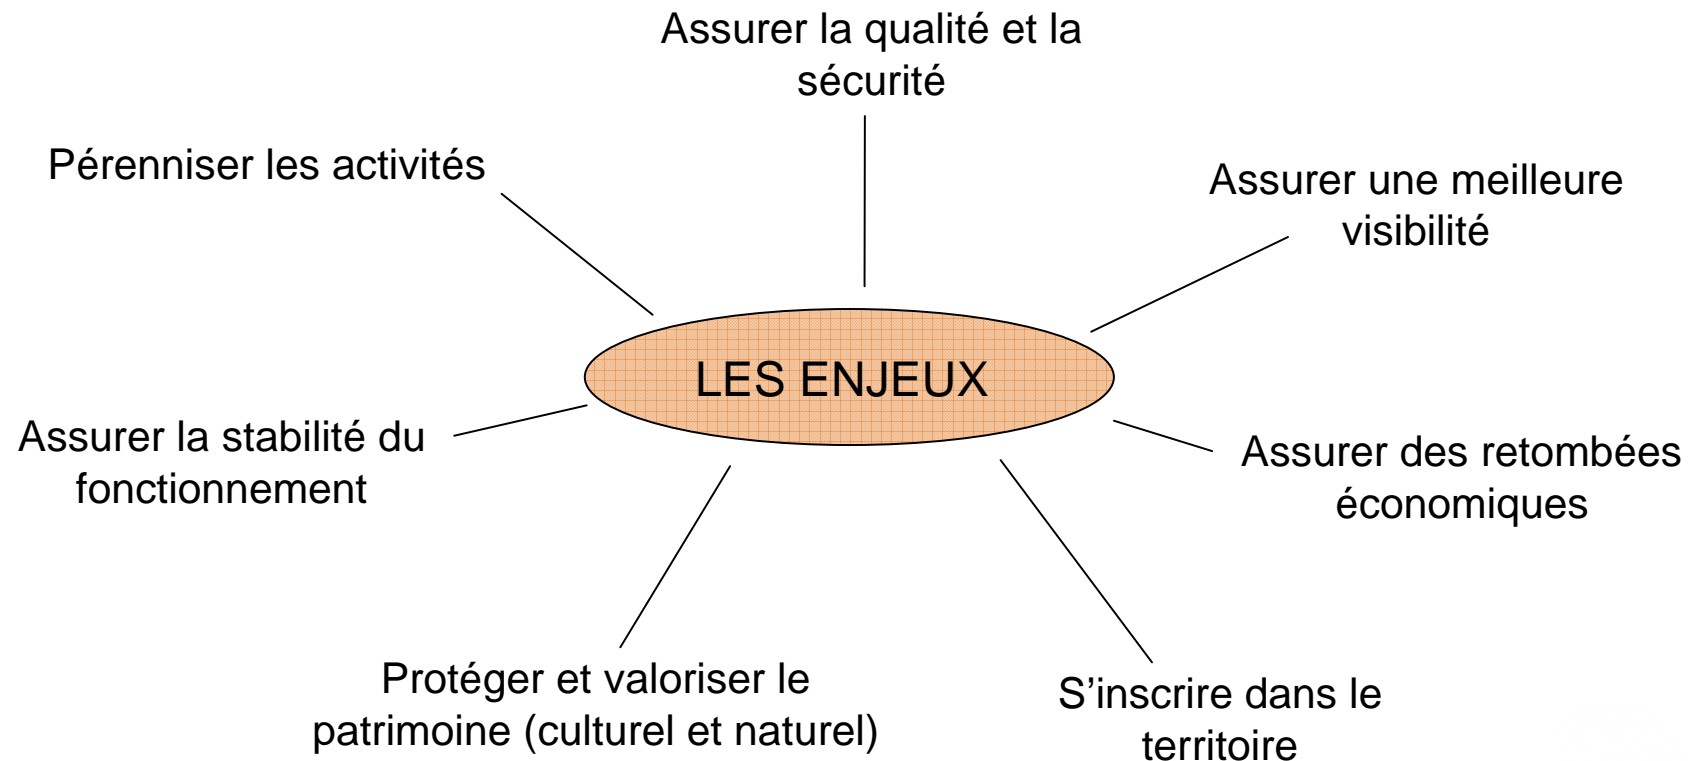 Assurer la qualité et la
sécurité
Pérenniser les activités
Assurer une meilleure
visibilité
LES ENJEUX
Assurer la stabilité du
fonctionnement
Assurer des retombées
économiques
Protéger et valoriser le
patrimoine (culturel et naturel)
S’inscrire dans le
territoire